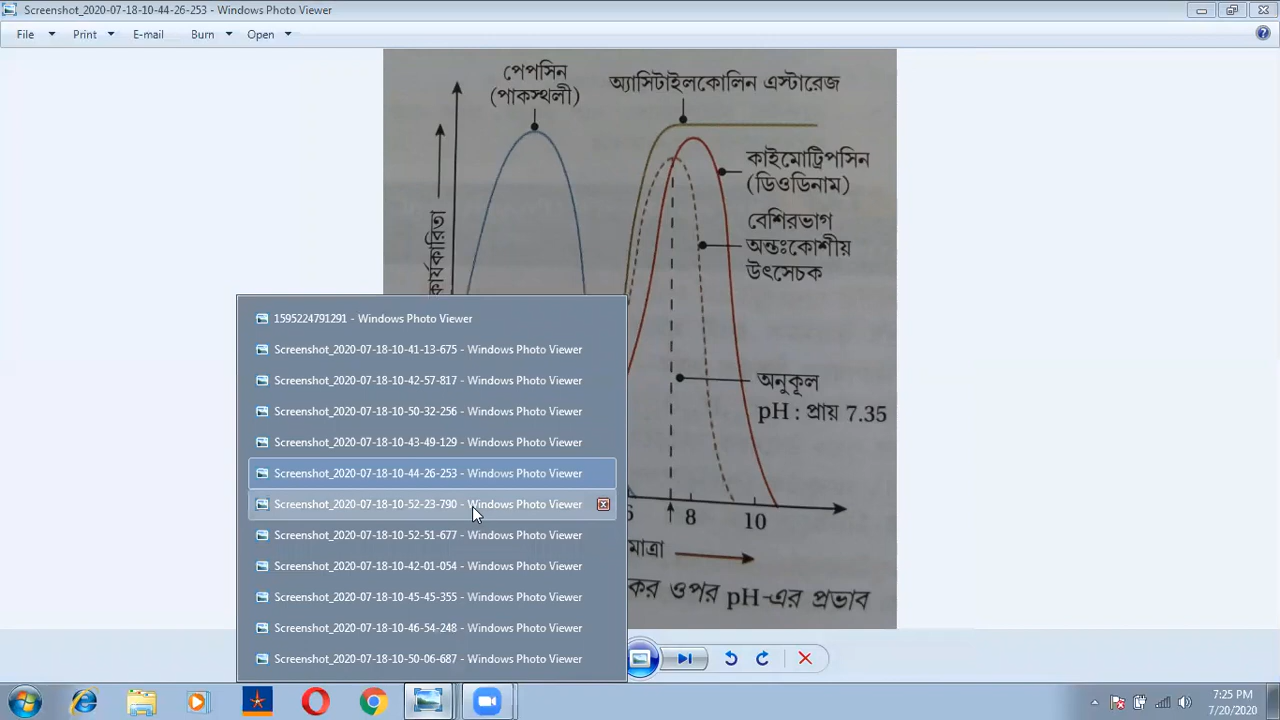 Screenshot_2020-07-18-10-44-26-253 - Windows Photo Viewer
File Print E-mail Burn Open
পেপসিন
(পাকস্থলী)
অ্যাসিটাইলকোলিন এস্টারেজ
কাইমোট্রিপসিন
(ডিওডিনাম)
বেশিরভাগ
অন্তঃকোশীয়
উৎসেচক
কার্যকারিতা
অনুকূল
pH : প্রায় 7.35
6 8 10
মাত্রা
কের ওপর pH-এর প্রভাব
1595224791291 - Windows Photo Viewer
Screenshot_2020-07-18-10-41-13-675 - Windows Photo Viewer
Screenshot_2020-07-18-10-42-57-817 - Windows Photo Viewer
Screenshot_2020-07-18-10-50-32-256 - Windows Photo Viewer
Screenshot_2020-07-18-10-43-49-129 - Windows Photo Viewer
Screenshot_2020-07-18-10-44-26-253 - Windows Photo Viewer
Screenshot_2020-07-18-10-52-23-790 - Windows Photo Viewer
Screenshot_2020-07-18-10-52-51-677 - Windows Photo Viewer
Screenshot_2020-07-18-10-42-01-054 - Windows Photo Viewer
Screenshot_2020-07-18-10-45-45-355 - Windows Photo Viewer
Screenshot_2020-07-18-10-46-54-248 - Windows Photo Viewer
Screenshot_2020-07-18-10-50-06-687 - Windows Photo Viewer
7:25 PM
7/20/2020